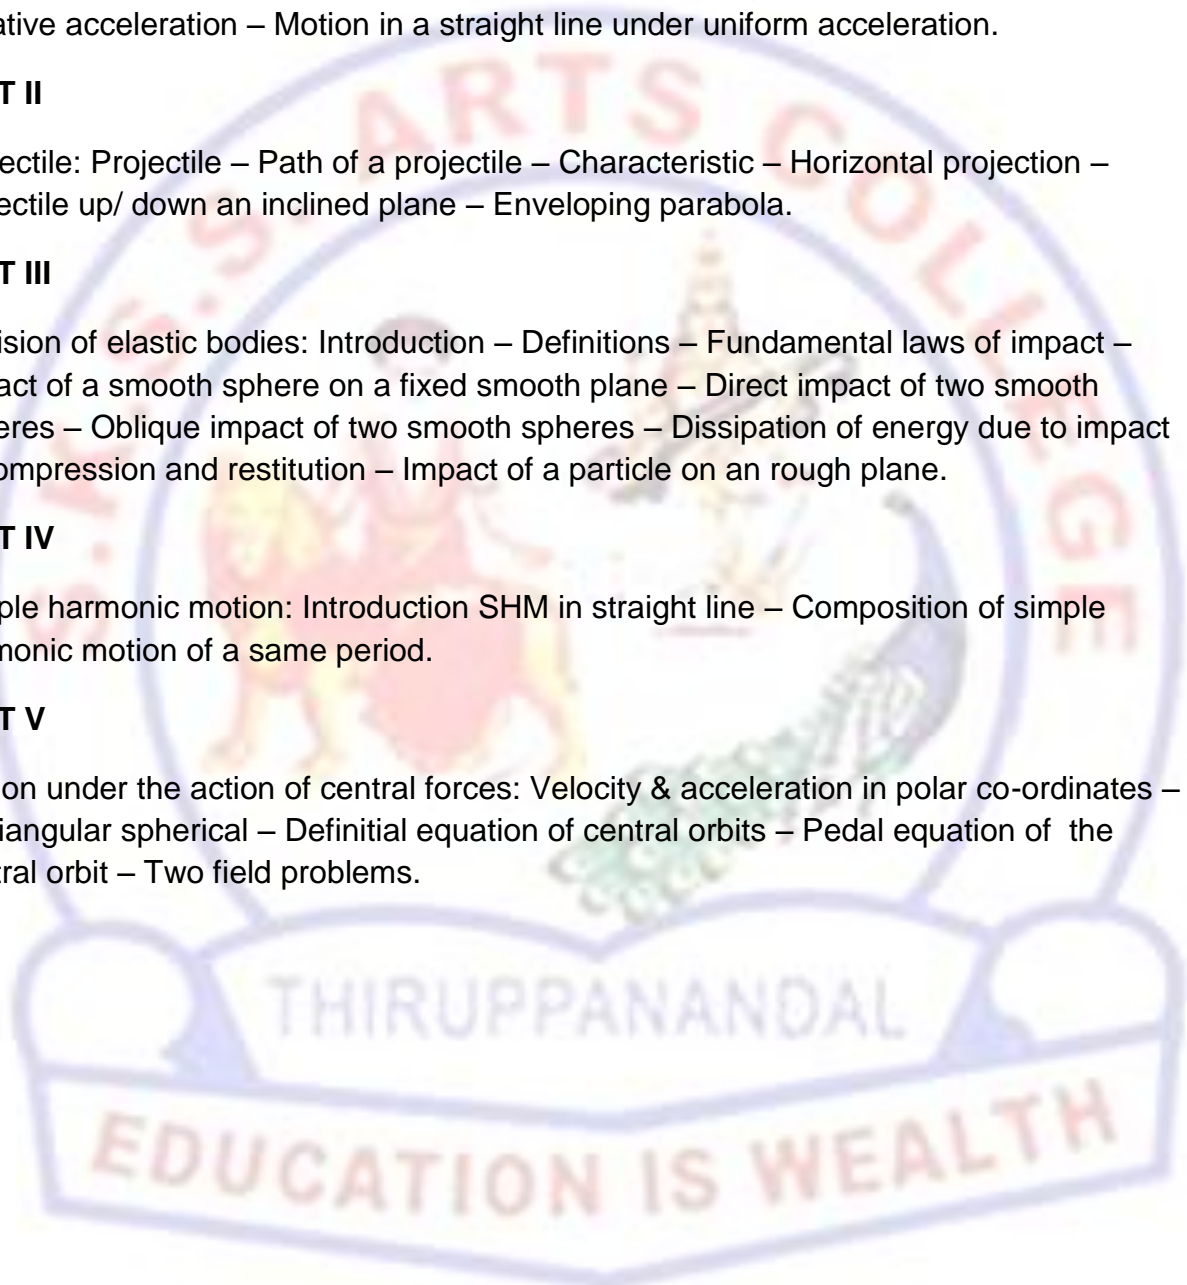 ative acceleration – Motion in a straight line under uniform acceleration.
T II
ectile: Projectile – Path of a projectile – Characteristic – Horizontal projection –
ectile up/ down an inclined plane – Enveloping parabola.
T III
ision of elastic bodies: Introduction – Definitions – Fundamental laws of impact –
act of a smooth sphere on a fixed smooth plane – Direct impact of two smooth
eres – Oblique impact of two smooth spheres – Dissipation of energy due to impact
ompression and restitution – Impact of a particle on an rough plane.
T IV
ple harmonic motion: Introduction SHM in straight line – Composition of simple
monic motion of a same period.
T V
on under the action of central forces: Velocity & acceleration in polar co-ordinates –
iangular spherical – Definitial equation of central orbits – Pedal equation of  the
tral orbit – Two field problems.
S.S. ARTS COLLEGE
THIRUPPANANDAL
EDUCATION IS WEALTH